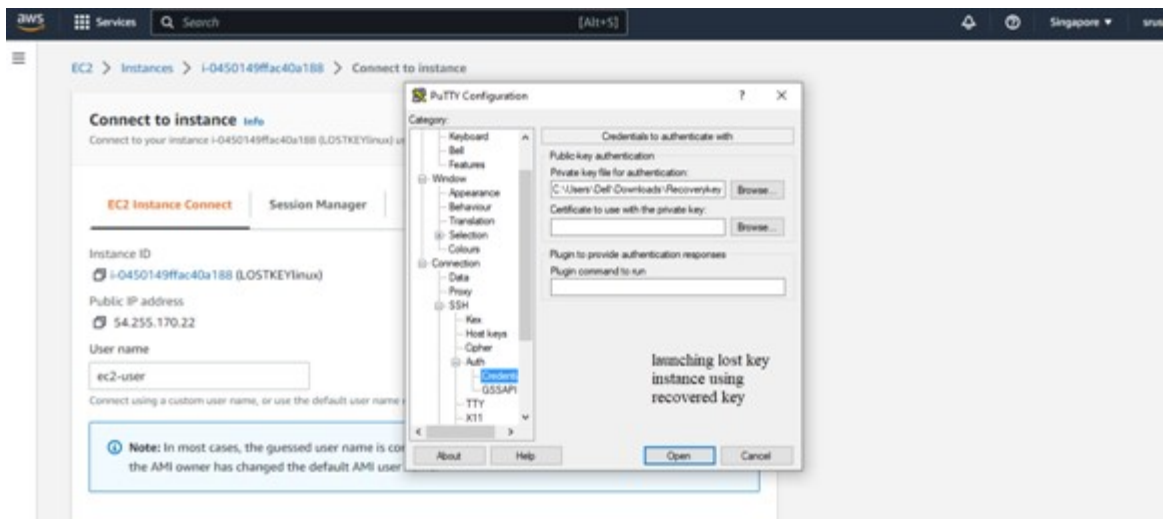 aws
Services
Search
[Alt+S]
Singapore
EC2 > Instances > i-0450149ffac40a188 > Connect to instance
Connect to instance Info
Connect to your instance i-0450149ffac40a188 (LOSTKEYlinux)
EC2 Instance Connect
Session Manager
Instance ID
i-0450149ffac40a188 (LOSTKEYlinux)
Public IP address
54.255.170.22
User name
ec2-user
Connect using a custom user name, or use the default user name
Note: In most cases, the guessed user name is
the AMI owner has changed the default AMI user
PuTTY Configuration
? ×
Category:
Keyboard
Bell
Features
Window
Appearance
Behaviour
Translation
Selection
Colours
Connection
Data
Proxy
SSH
Kex
Host keys
Cipher
Auth
Credenti
GSSAPI
TTY
X11
Credentials to authenticate with
Public-key authentication
Private key file for authentication:
C:\Users\Dell\Downloads\Recoverykey
Browse...
Certificate to use with the private key:
Browse...
Plugin to provide authentication responses
Plugin command to run
launching lost key
instance using
recovered key
About
Help
Open
Cancel